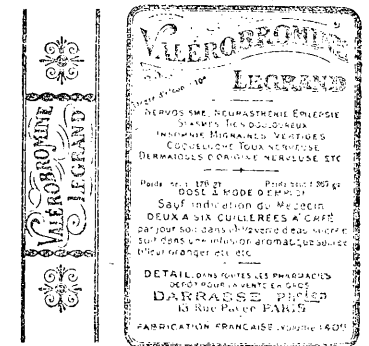 VALÉROBROMINE
LEGRAND
VALÉROBROMINE
LEGRAND
NERVOSISME, NEURASTHENIE EPILEPSIE
SPASMES TICS DOULOUREUX
INSOMNIE MIGRAINES VERTIGES
COQUELUCHE TOUX NERVEUSE
DERMATOSES D'ORIGINE NERVEUSE ETC
DOSE & MODE D'EMPLOI
Sauf indication du Médecin
DEUX A SIX CUILLERÉES A CAFÉ
par jour soit dans d'eau sucrée
soit dans une infusion aromatique
tilleul oranger etc etc
DETAIL. DANS TOUTES LES PHARMACIES
DEPOT POUR LA VENTE EN GROS
DARRASSE
13 Rue Pavée PARIS
FABRICATION FRANÇAISE